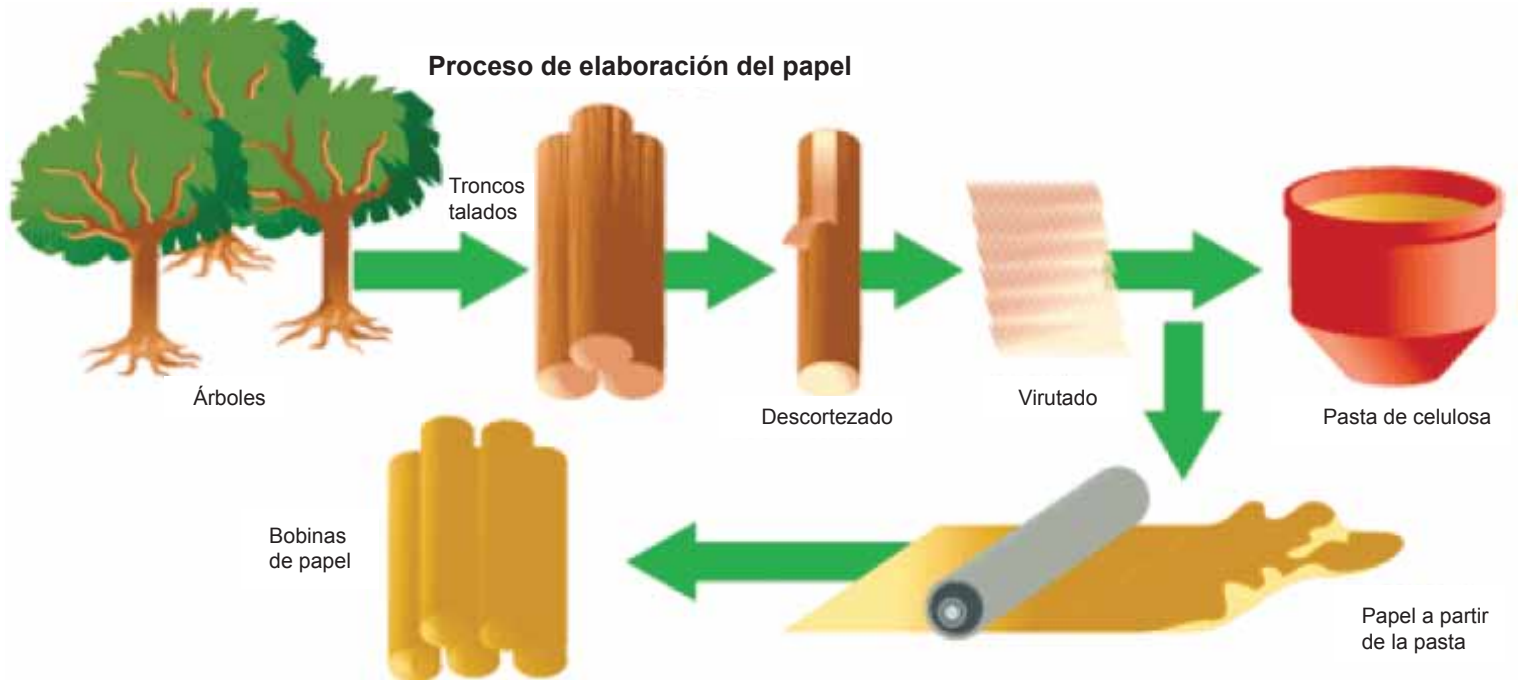 Proceso de elaboración del papel
Troncos
talados
Árboles
Descortezado
Virutado
Pasta de celulosa
Bobinas
de papel
Papel a partir
de la pasta